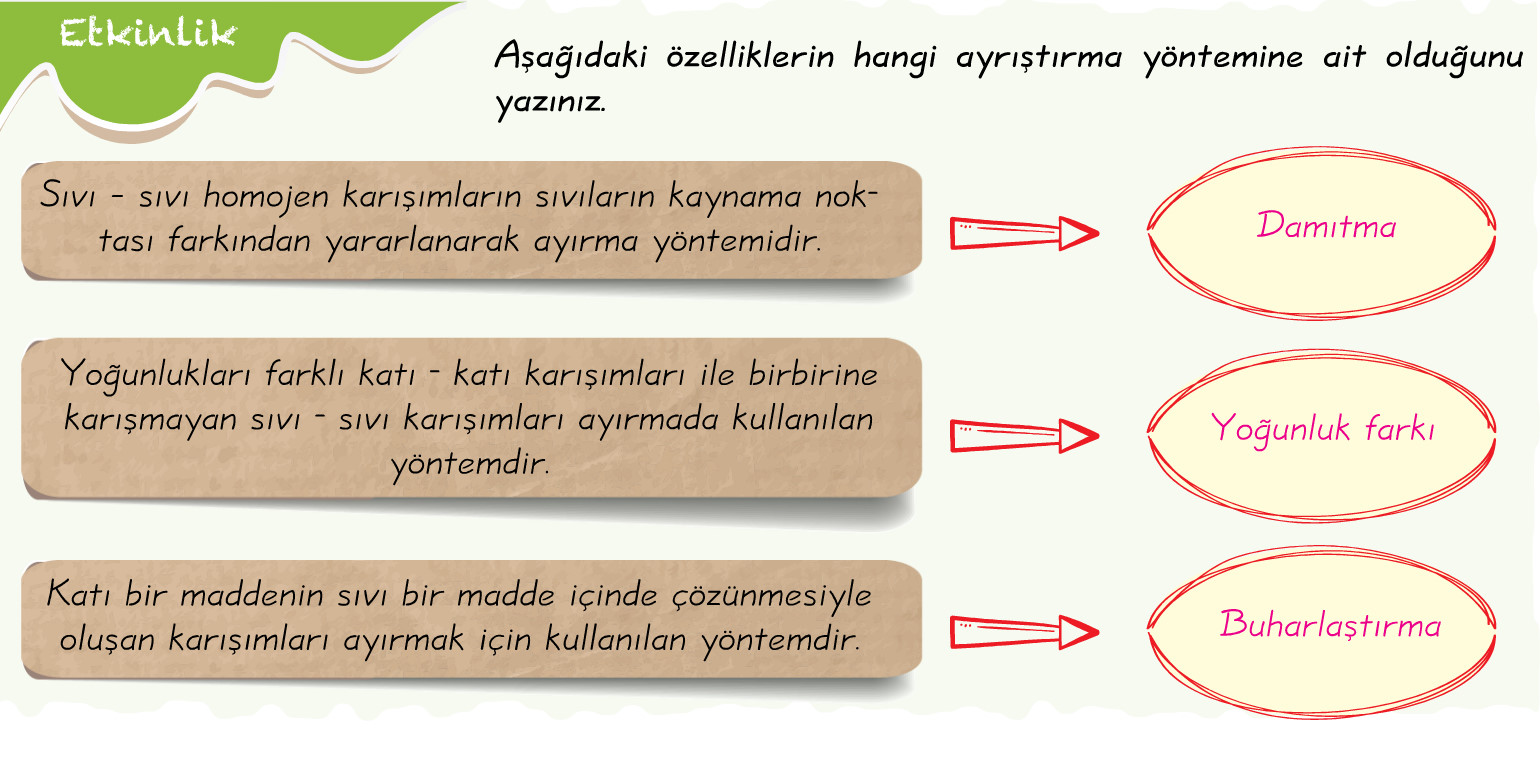 Etkinlik
Aşağıdaki özelliklerin hangi ayrıştırma yöntemine ait olduğunu
yazınız.
Sıvı - sıvı homojen karışımların sıvıların kaynama nok-
tası farkından yararlanarak ayırma yöntemidir.
Damıtma
Yoğunlukları farklı katı - katı karışımları ile birbirine
karışmayan sıvı - sıvı karışımları ayırmada kullanılan
yöntemdir.
Yoğunluk farkı
Katı bir maddenin sıvı bir madde içinde çözünmesiyle
oluşan karışımları ayırmak için kullanılan yöntemdir.
Buharlaştırma